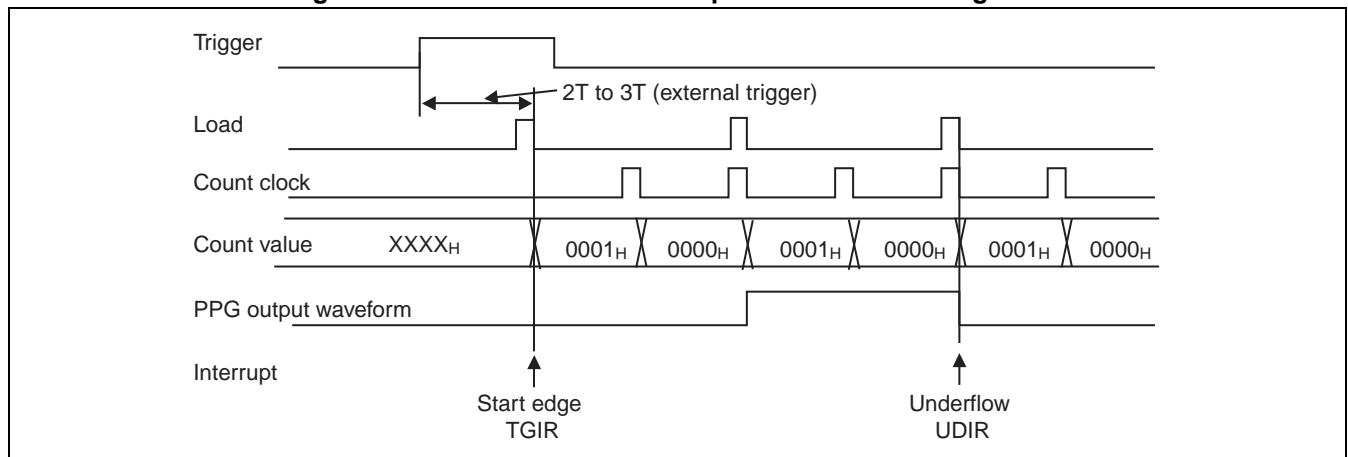 Trigger
2T to 3T (external trigger)
Load
Count clock
Count value XXXXH 0001H 0000H 0001H 0000H 0001H 0000H
PPG output waveform
Interrupt
Start edge
TGIR
Underflow
UDIR